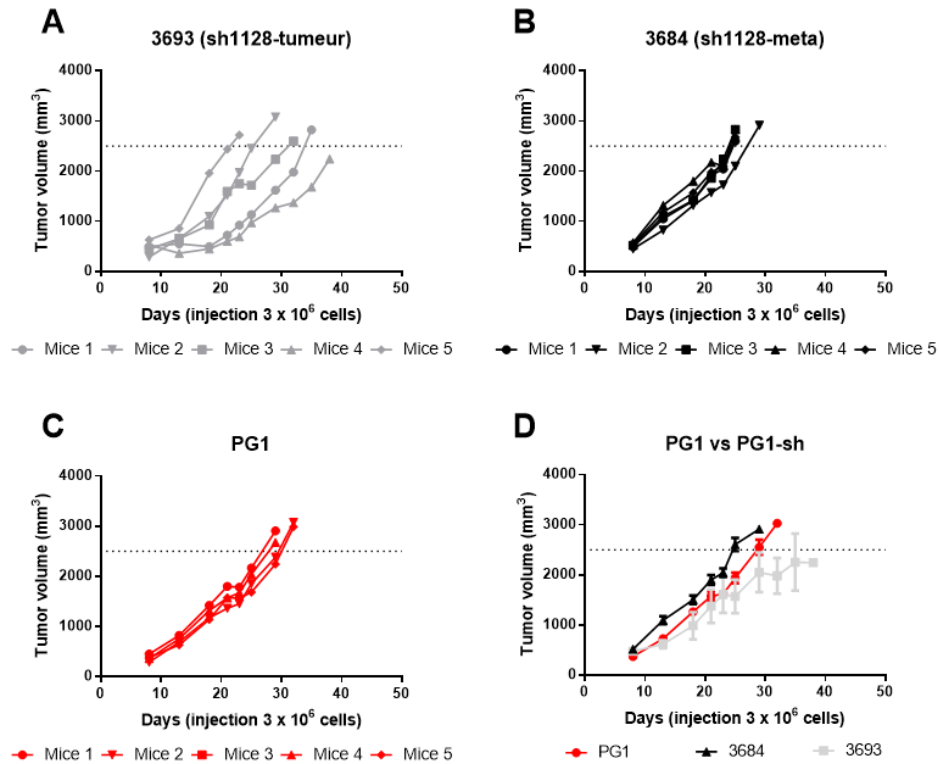 A
3693 (sh1128-tumeur)
Tumor volume (mm³)
4000
3000
2000
1000
0
0 10 20 30 40 50
Days (injection 3 x 10⁶ cells)
Mice 1 Mice 2 Mice 3 Mice 4 Mice 5
B
3684 (sh1128-meta)
Tumor volume (mm³)
4000
3000
2000
1000
0
0 10 20 30 40 50
Days (injection 3 x 10⁶ cells)
Mice 1 Mice 2 Mice 3 Mice 4 Mice 5
C
PG1
Tumor volume (mm³)
4000
3000
2000
1000
0
0 10 20 30 40 50
Days (injection 3 x 10⁶ cells)
Mice 1 Mice 2 Mice 3 Mice 4 Mice 5
D
PG1 vs PG1-sh
Tumor volume (mm³)
4000
3000
2000
1000
0
0 10 20 30 40 50
Days (injection 3 x 10⁶ cells)
PG1 3684 3693